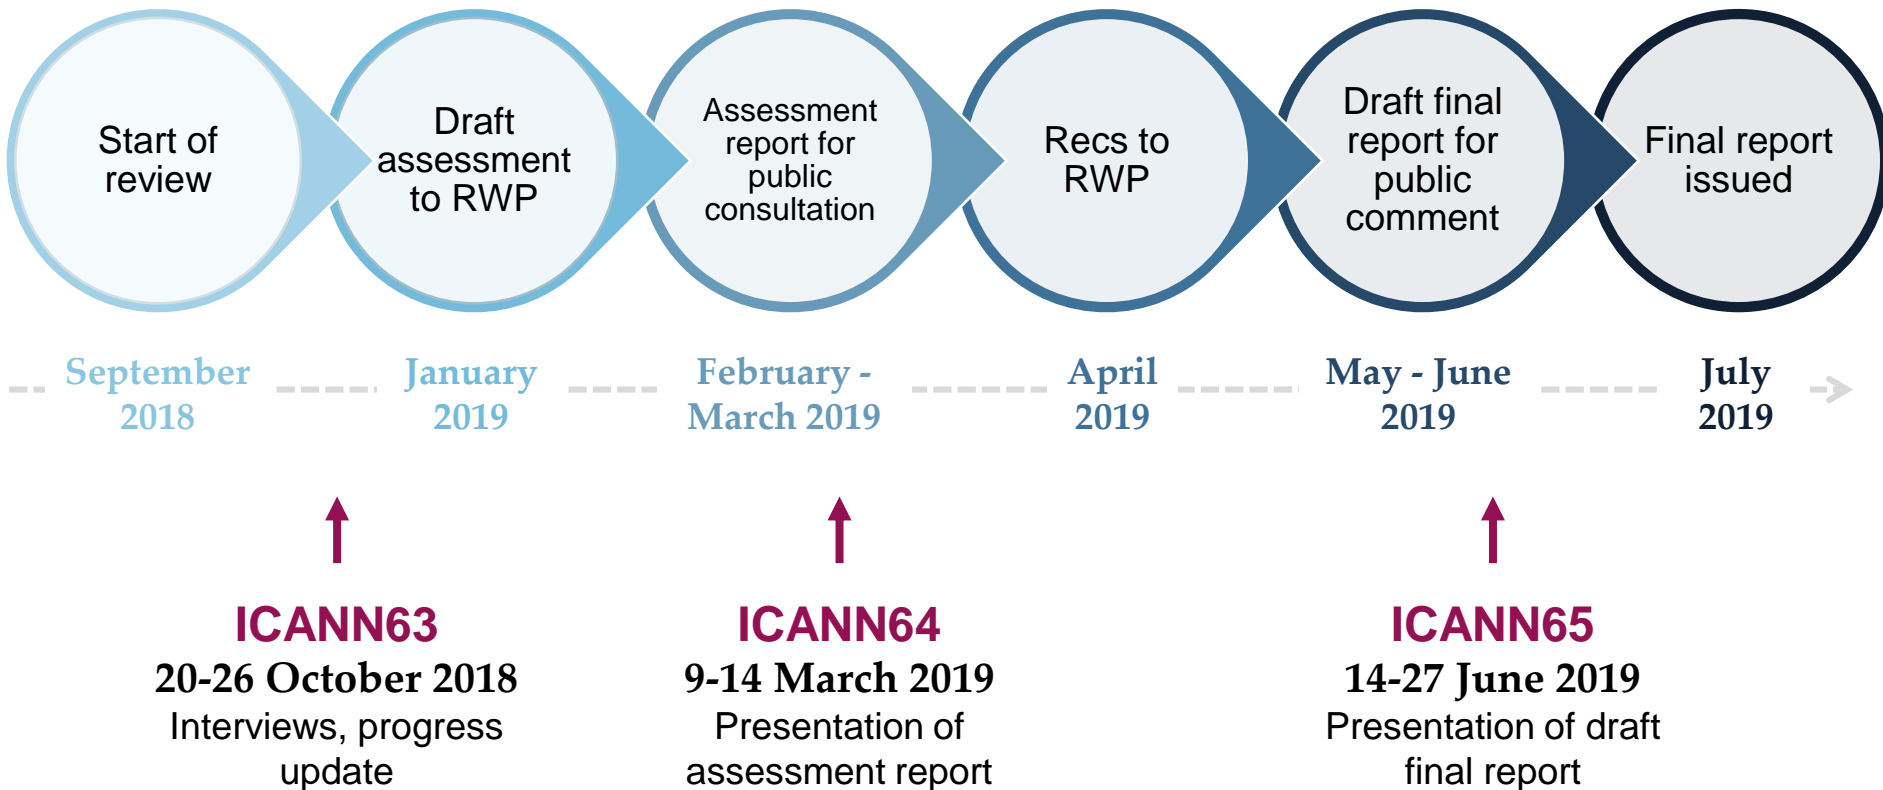 Start of
review
Draft
assessment
to RWP
Assessment
report for
public
consultation
Recs to
RWP
Draft final
report for
public
comment
Final report
issued
September
2018
January
2019
February -
March 2019
April
2019
May - June
2019
July
2019
ICANN63
20-26 October 2018
Interviews, progress
update
ICANN64
9-14 March 2019
Presentation of
assessment report
ICANN65
14-27 June 2019
Presentation of draft
final report